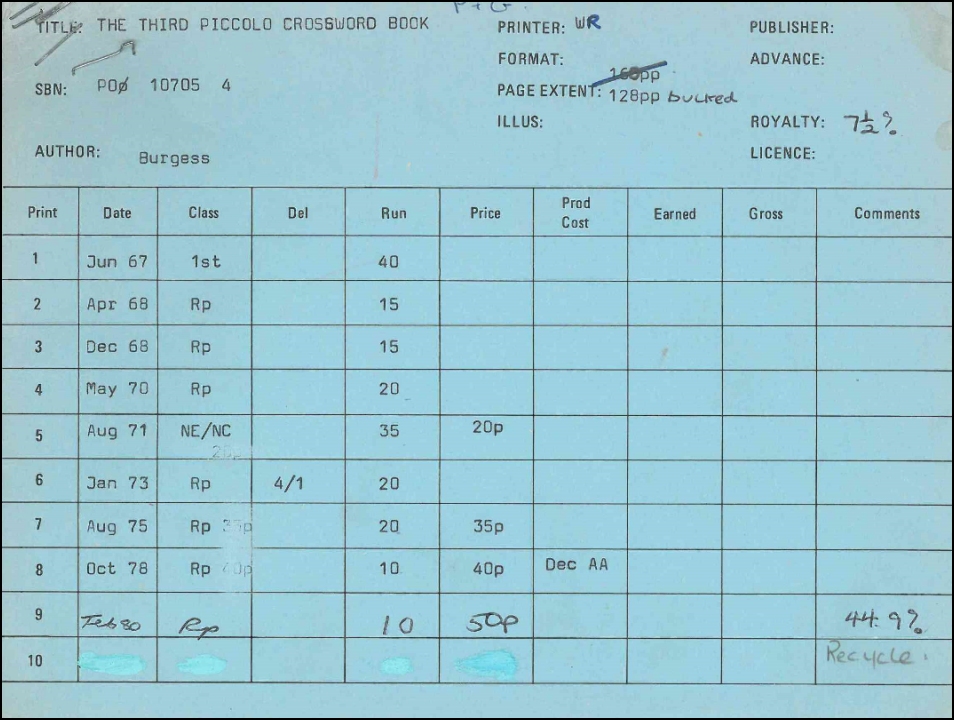 TITLE: THE THIRD PICCOLO CROSSWORD BOOK
PRINTER: WR
PUBLISHER:
FORMAT:
ADVANCE:
SBN: POØ 10705 4
PAGE EXTENT: 160pp
128pp bulked
ILLUS:
ROYALTY: 7½%
AUTHOR: Burgess
LICENCE:
Print Date Class Del Run Price Prod Cost Earned Gross Comments
1 Jun 67 1st 40
2 Apr 68 Rp 15
3 Dec 68 Rp 15
4 May 70 Rp 20
5 Aug 71 NE/NC 35 20p
6 Jan 73 Rp 4/1 20
7 Aug 75 Rp 35p 20 35p
8 Oct 78 Rp 40p 10 40p Dec AA
9 Feb 80 Rp 10 50p 44.9%
10 Recycle.